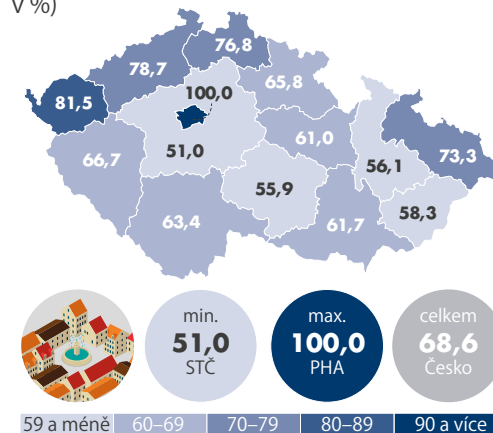 v %)
76,8
78,7
65,8
81,5
100,0
61,0
51,0
56,1
73,3
66,7
55,9
58,3
63,4
61,7
min.
51,0
STČ
max.
100,0
PHA
celkem
68,6
Česko
59 a méně
60–69
70–79
80–89
90 a více